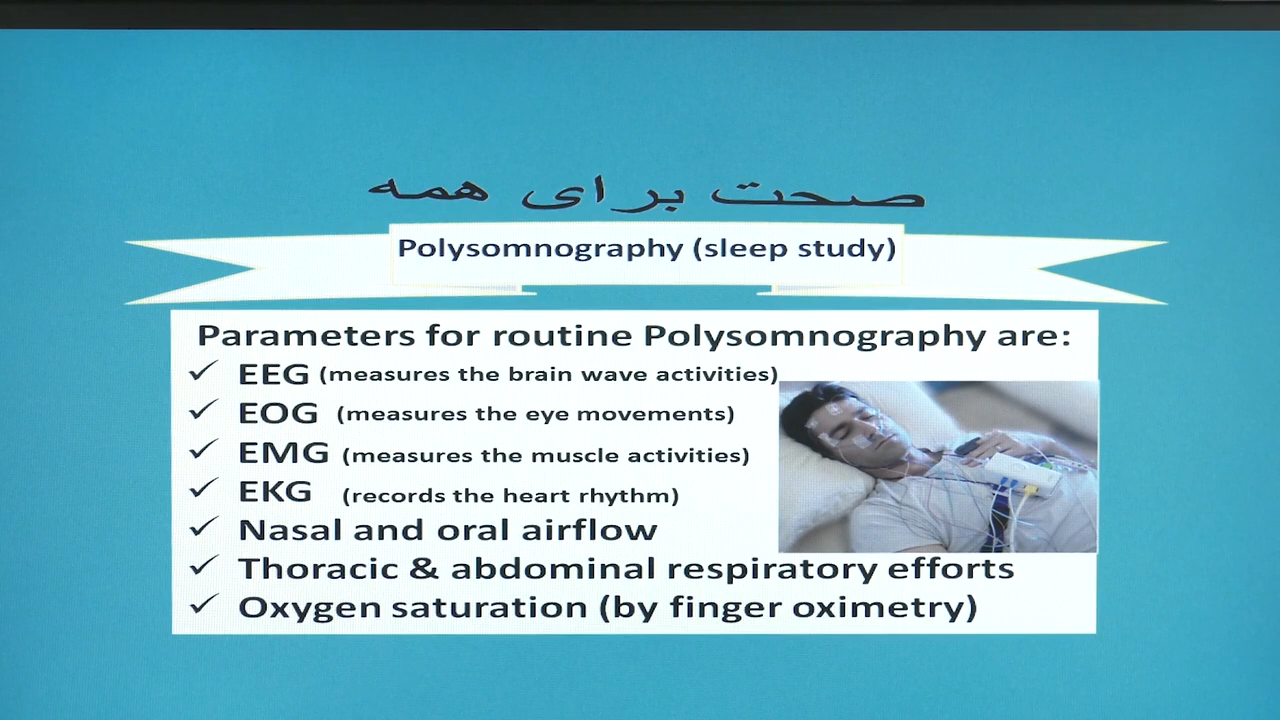 صحت برای همه
Polysomnography (sleep study)
Parameters for routine Polysomnography are:
✓ EEG (measures the brain wave activities)
✓ EOG (measures the eye movements)
✓ EMG (measures the muscle activities)
✓ EKG (records the heart rhythm)
✓ Nasal and oral airflow
✓ Thoracic & abdominal respiratory efforts
✓ Oxygen saturation (by finger oximetry)